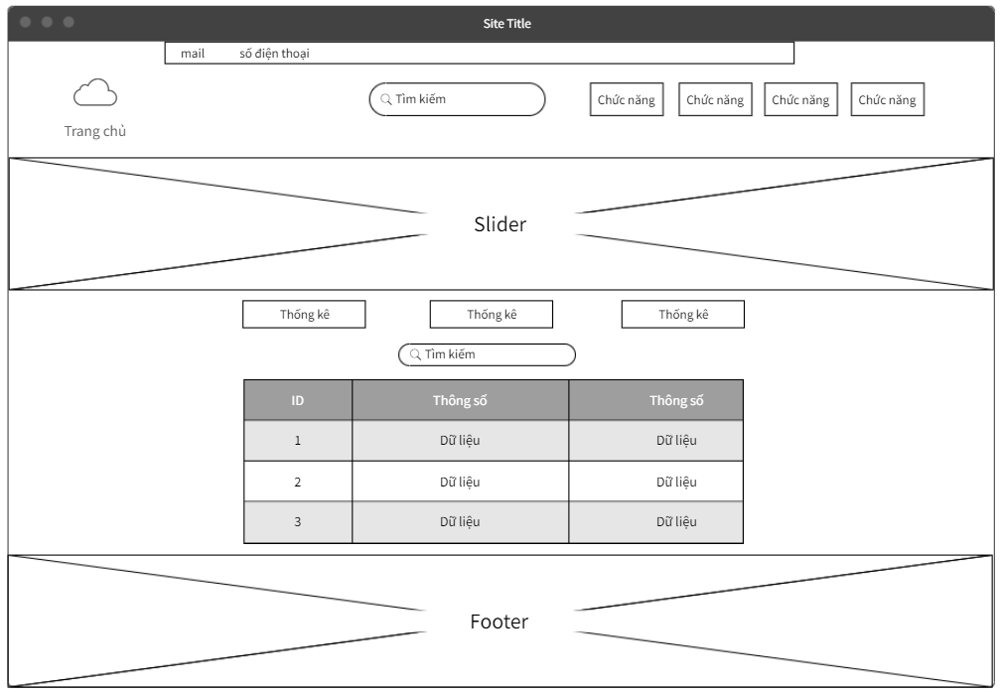 Site Title
mail số điện thoại
Tìm kiếm Chức năng Chức năng Chức năng Chức năng
Trang chủ
Slider
Thống kê Thống kê Thống kê
Tìm kiếm
ID Thông số Thông số
1 Dữ liệu Dữ liệu
2 Dữ liệu Dữ liệu
3 Dữ liệu Dữ liệu
Footer